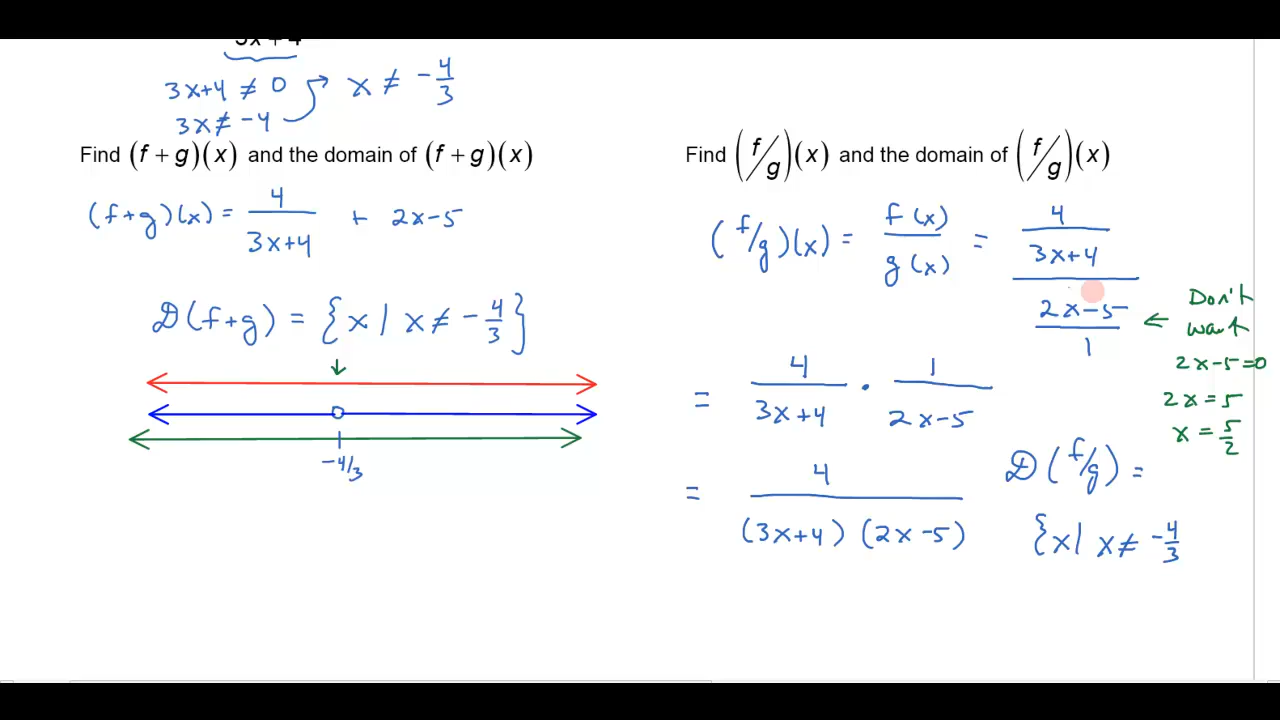 3x + 4
3x+4 ≠ 0
x ≠ -4/3
3x ≠ -4
Find (f + g)(x) and the domain of (f + g)(x)
(f+g)(x) = 4/(3x+4) + 2x-5
D(f+g) = {x | x ≠ -4/3}
-4/3
Find (f/g)(x) and the domain of (f/g)(x)
(f/g)(x) = f(x)/g(x) = (4/(3x+4))/((2x-5)/1)
Don't
want
2x-5=0
2x = 5
x = 5/2
= 4/(3x+4) · 1/(2x-5)
= 4/((3x+4)(2x-5))
D(f/g) =
{x | x ≠ -4/3